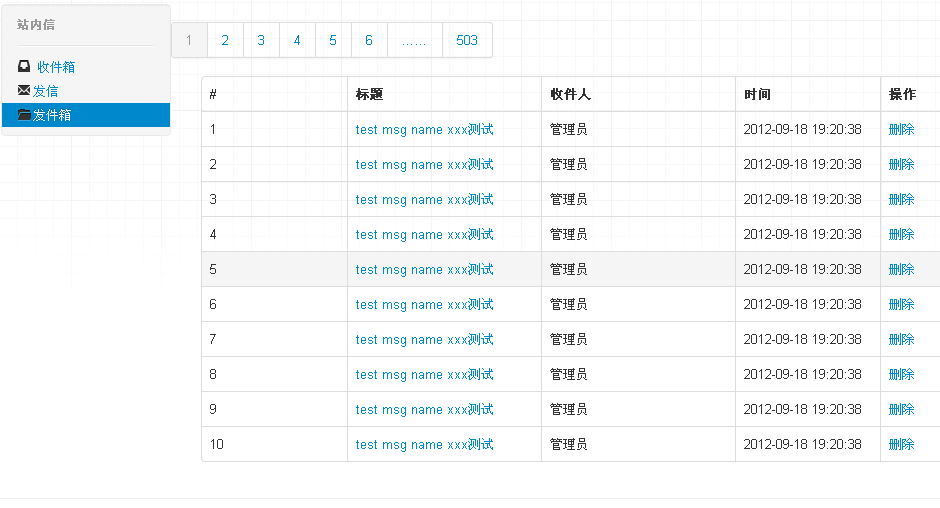 站内信
收件箱
发信
发件箱
1 2 3 4 5 6 …… 503
# 标题 收件人 时间 操作
1 test msg name xxx测试 管理员 2012-09-18 19:20:38 删除
2 test msg name xxx测试 管理员 2012-09-18 19:20:38 删除
3 test msg name xxx测试 管理员 2012-09-18 19:20:38 删除
4 test msg name xxx测试 管理员 2012-09-18 19:20:38 删除
5 test msg name xxx测试 管理员 2012-09-18 19:20:38 删除
6 test msg name xxx测试 管理员 2012-09-18 19:20:38 删除
7 test msg name xxx测试 管理员 2012-09-18 19:20:38 删除
8 test msg name xxx测试 管理员 2012-09-18 19:20:38 删除
9 test msg name xxx测试 管理员 2012-09-18 19:20:38 删除
10 test msg name xxx测试 管理员 2012-09-18 19:20:38 删除